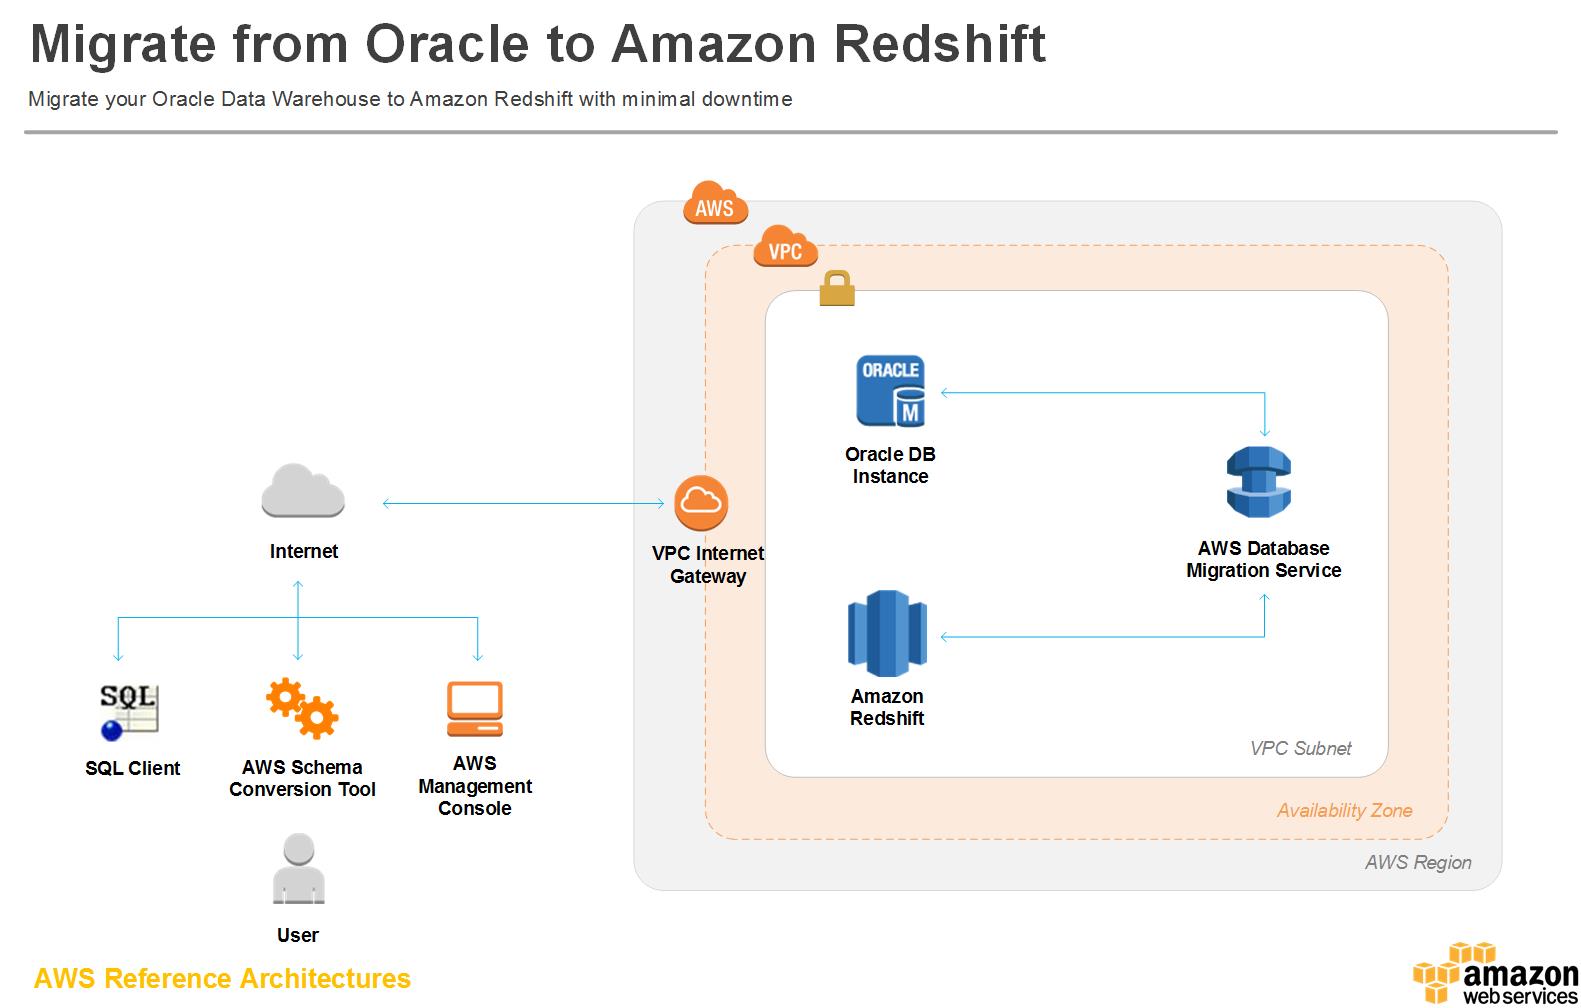 Migrate from Oracle to Amazon Redshift
Migrate your Oracle Data Warehouse to Amazon Redshift with minimal downtime
AWS
VPC
ORACLE
M
Oracle DB
Instance
AWS Database
Migration Service
Internet
VPC Internet
Gateway
Amazon
Redshift
SQL
SQL Client
AWS Schema
Conversion Tool
AWS
Management
Console
VPC Subnet
Availability Zone
AWS Region
User
AWS Reference Architectures
amazon
webservices